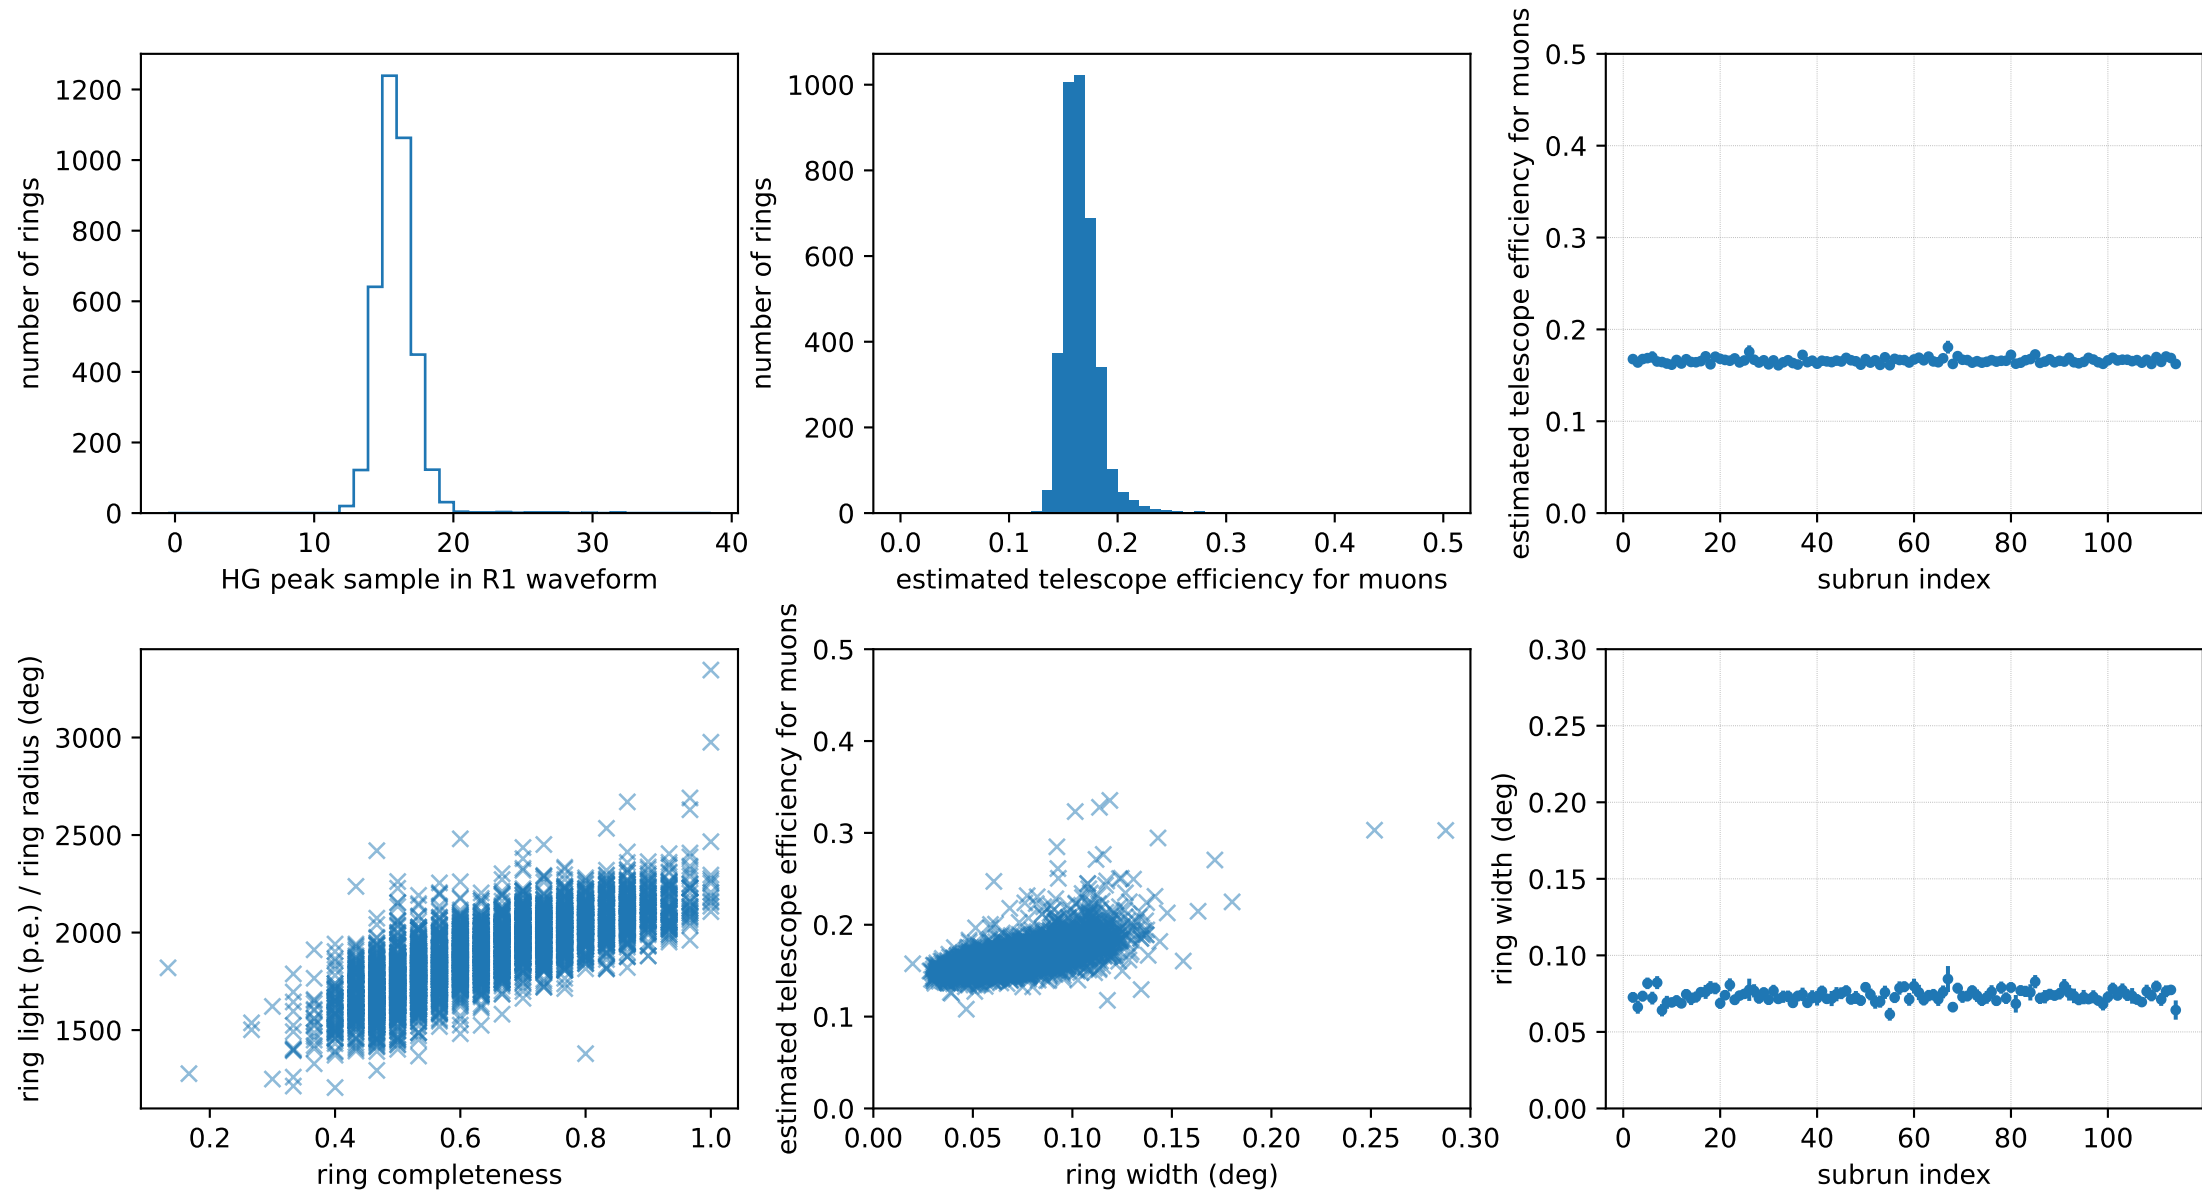 number of rings
1200
1000
800
600
400
200
0
0 10 20 30 40
HG peak sample in R1 waveform
number of rings
1000
800
600
400
200
0
0.0 0.1 0.2 0.3 0.4 0.5
estimated telescope efficiency for muons
estimated telescope efficiency for muons
0.5
0.4
0.3
0.2
0.1
0.0
0 20 40 60 80 100
subrun index
ring light (p.e.) / ring radius (deg)
3000
2500
2000
1500
0.2 0.4 0.6 0.8 1.0
ring completeness
estimated telescope efficiency for muons
0.5
0.4
0.3
0.2
0.1
0.0
0.00 0.05 0.10 0.15 0.20 0.25 0.30
ring width (deg)
ring width (deg)
0.30
0.25
0.20
0.15
0.10
0.05
0.00
0 20 40 60 80 100
subrun index